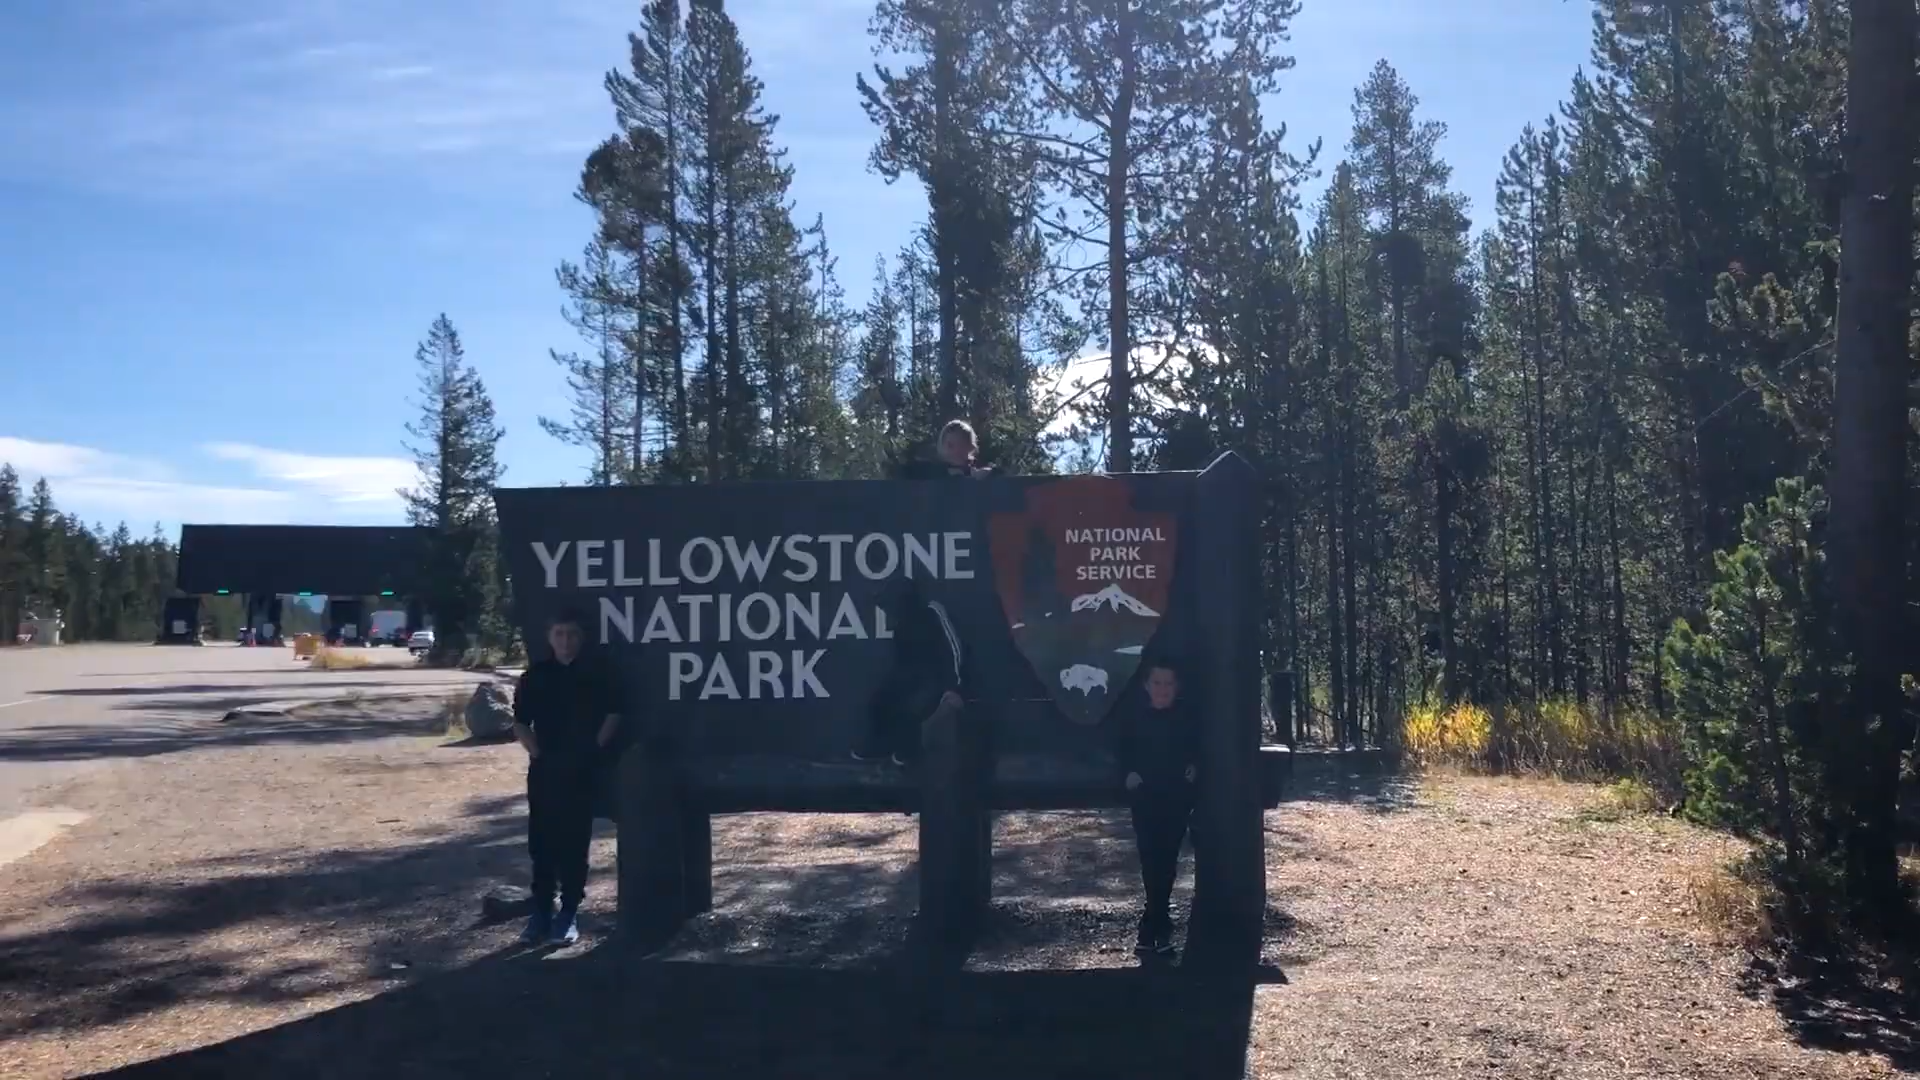 YELLOWSTONE
NATIONAL
PARK
NATIONAL
PARK
SERVICE